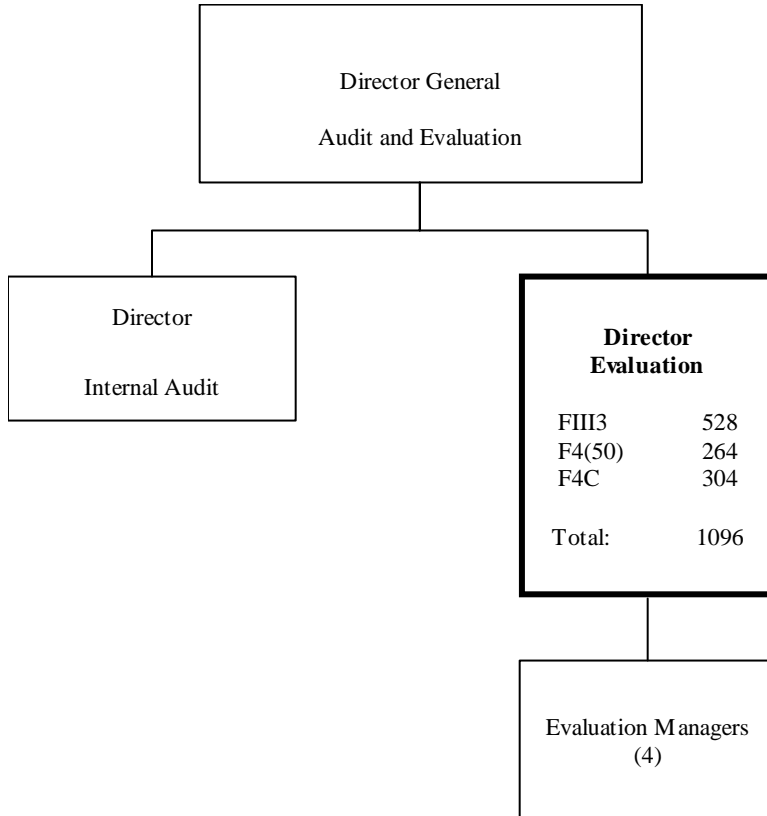 Director General
Audit and Evaluation
Director
Internal Audit
Director
Evaluation
FIII3 528
F4(50) 264
F4C 304
Total: 1096
Evaluation Managers
(4)